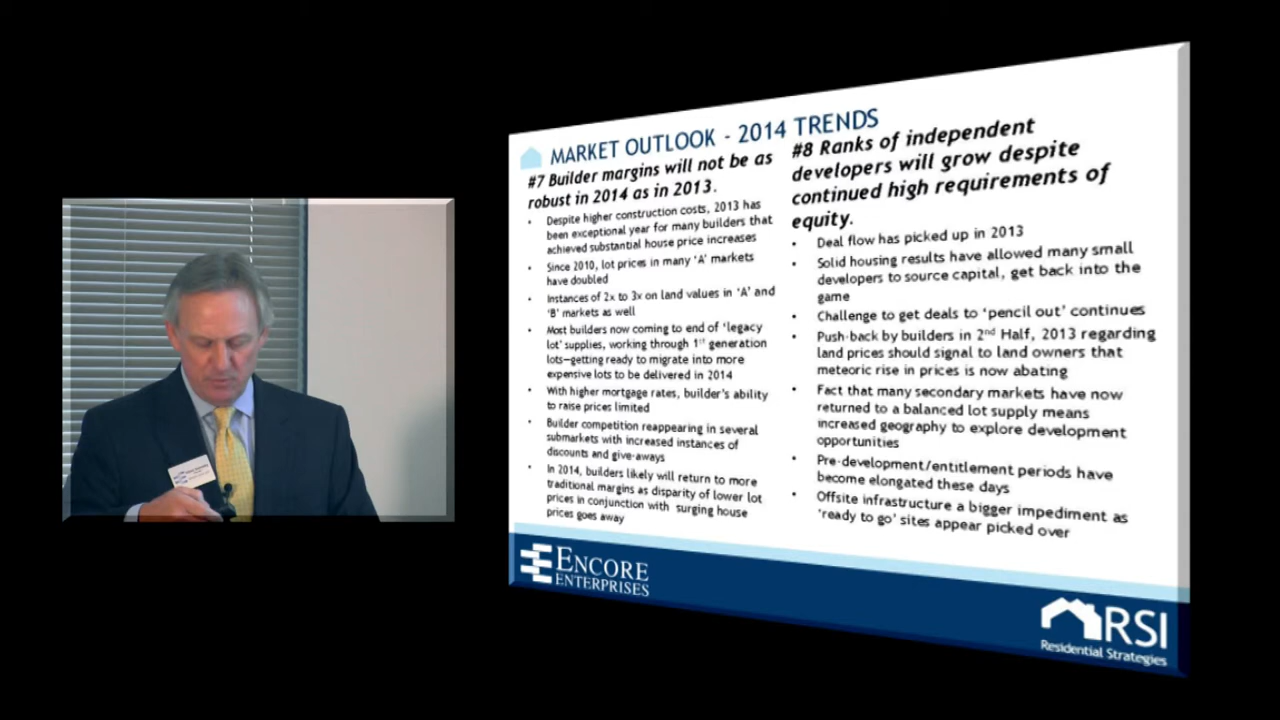 MARKET OUTLOOK - 2014 TRENDS
#7 Builder margins will not be as
robust in 2014 as in 2013.
• Despite higher construction costs, 2013 has
been exceptional year for many builders that
achieved substantial house price increases
• Since 2010, lot prices in many 'A' markets
have doubled
• Instances of 2x to 3x on land values in 'A' and
'B' markets as well
• Most builders now coming to end of 'legacy
lot' supplies, working through 1st generation
lots—getting ready to migrate into more
expensive lots to be delivered in 2014
• With higher mortgage rates, builder's ability
to raise prices limited
• Builder competition reappearing in several
submarkets with increased instances of
discounts and give-aways
• In 2014, builders likely will return to more
traditional margins as disparity of lower lot
prices in conjunction with surging house
prices goes away
#8 Ranks of independent
developers will grow despite
continued high requirements of
equity.
• Deal flow has picked up in 2013
• Solid housing results have allowed many small
developers to source capital, get back into the
game
• Challenge to get deals to 'pencil out' continues
• Push-back by builders in 2nd Half, 2013 regarding
land prices should signal to land owners that
meteoric rise in prices is now abating
• Fact that many secondary markets have now
returned to a balanced lot supply means
increased geography to explore development
opportunities
• Pre-development/entitlement periods have
become elongated these days
• Offsite infrastructure a bigger impediment as
'ready to go' sites appear picked over
ENCORE
ENTERPRISES
RSI
Residential Strategies